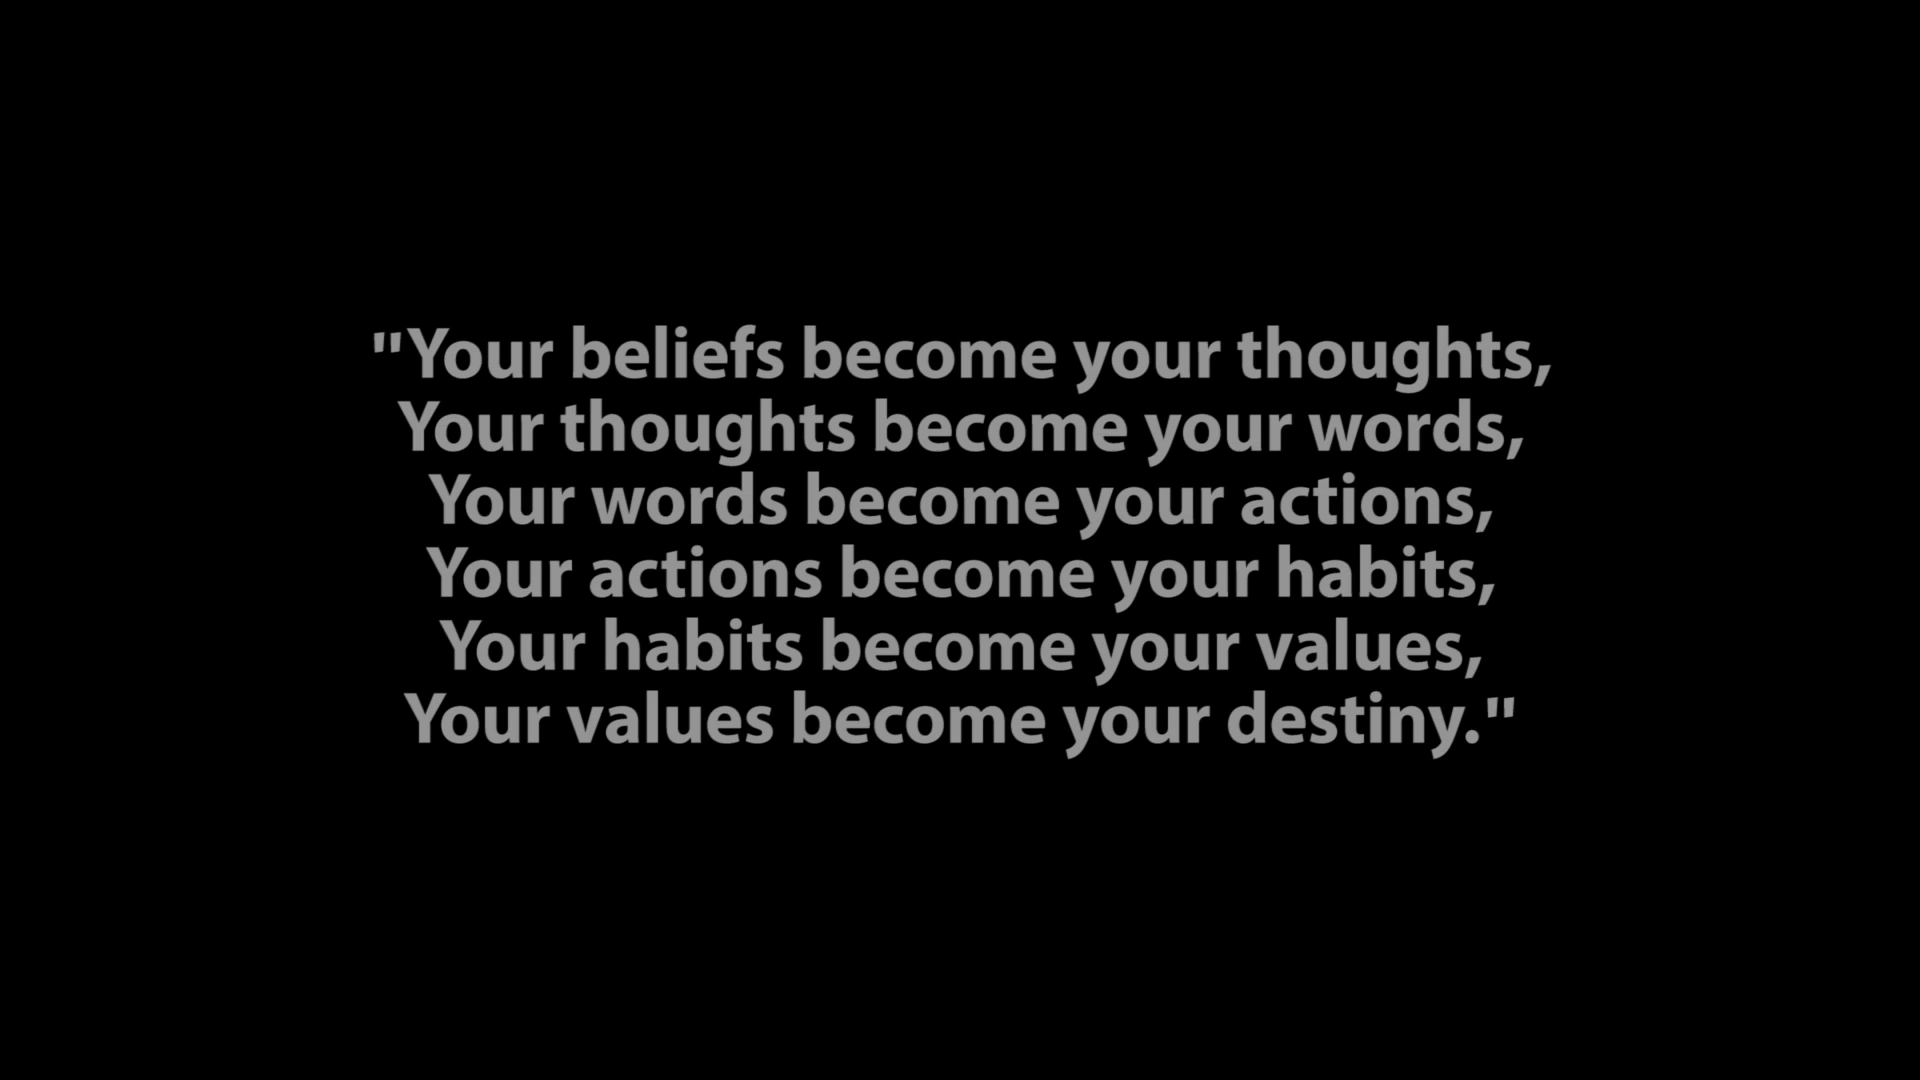 "Your beliefs become your thoughts,
Your thoughts become your words,
Your words become your actions,
Your actions become your habits,
Your habits become your values,
Your values become your destiny."